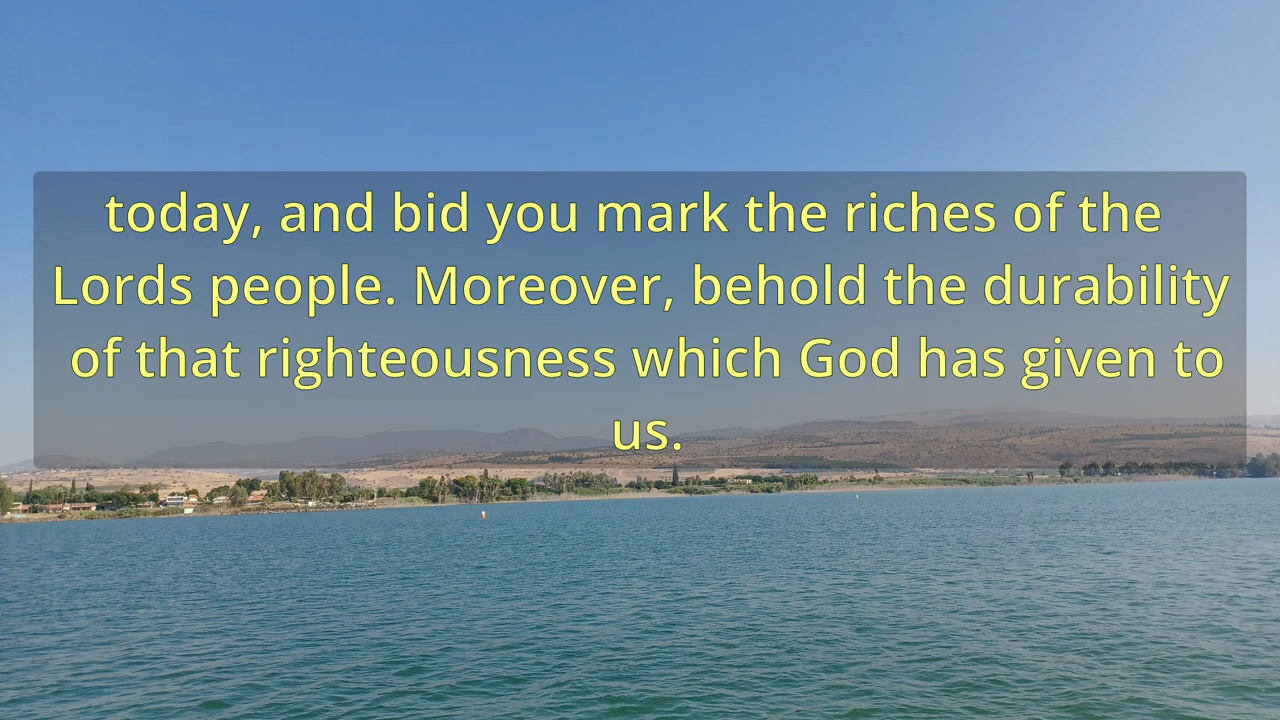 today, and bid you mark the riches of the
Lords people. Moreover, behold the durability
of that righteousness which God has given to
us.